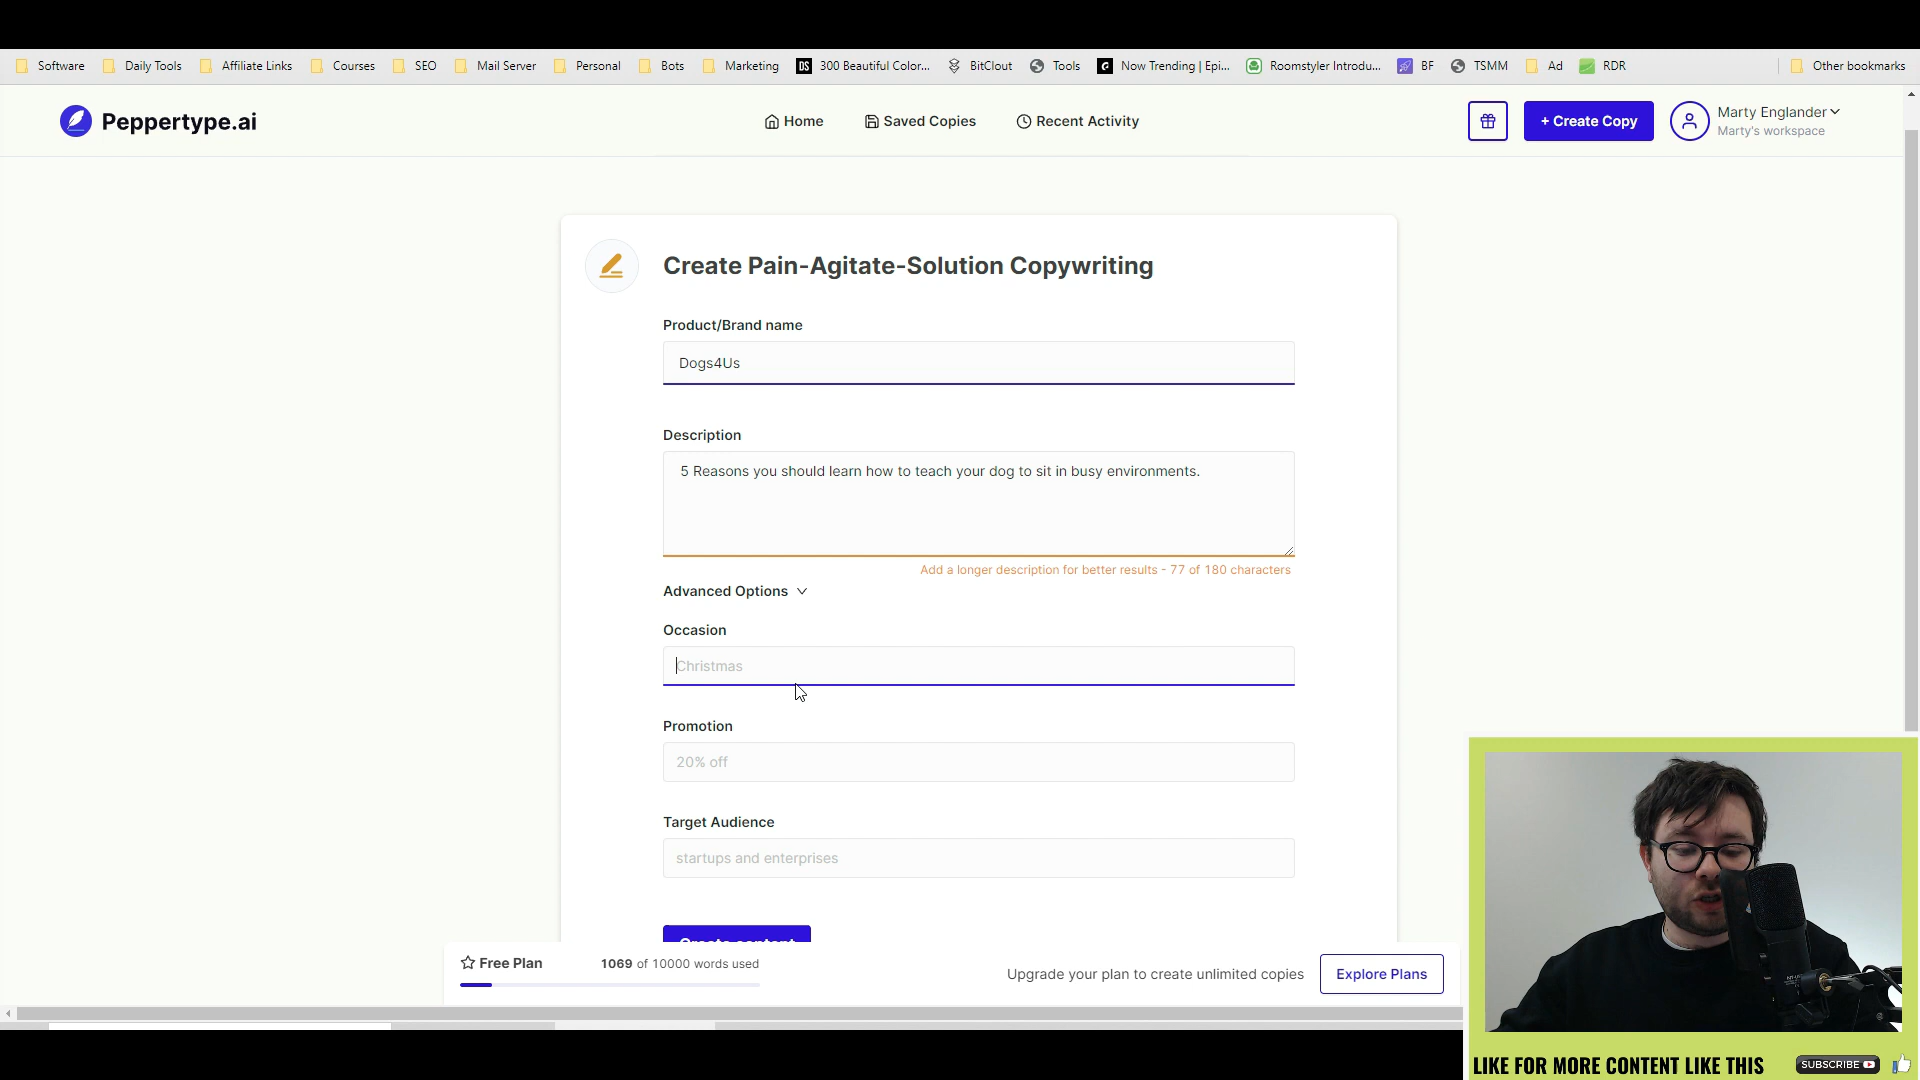 Software Daily Tools Affiliate Links Courses SEO Mail Server Personal Bots Marketing DS 300 Beautiful Color... BitClout Tools Now Trending | Epi... Roomstyler Introdu... BF TSMM Ad RDR Other bookmarks
Peppertype.ai Home Saved Copies Recent Activity + Create Copy Marty Englander
Marty's workspace
Create Pain-Agitate-Solution Copywriting
Product/Brand name
Dogs4Us
Description
5 Reasons you should learn how to teach your dog to sit in busy environments.
Add a longer description for better results - 77 of 180 characters
Advanced Options
Occasion
Christmas
Promotion
20% off
Target Audience
startups and enterprises
Create content
Free Plan 1069 of 10000 words used Upgrade your plan to create unlimited copies Explore Plans
LIKE FOR MORE CONTENT LIKE THIS SUBSCRIBE